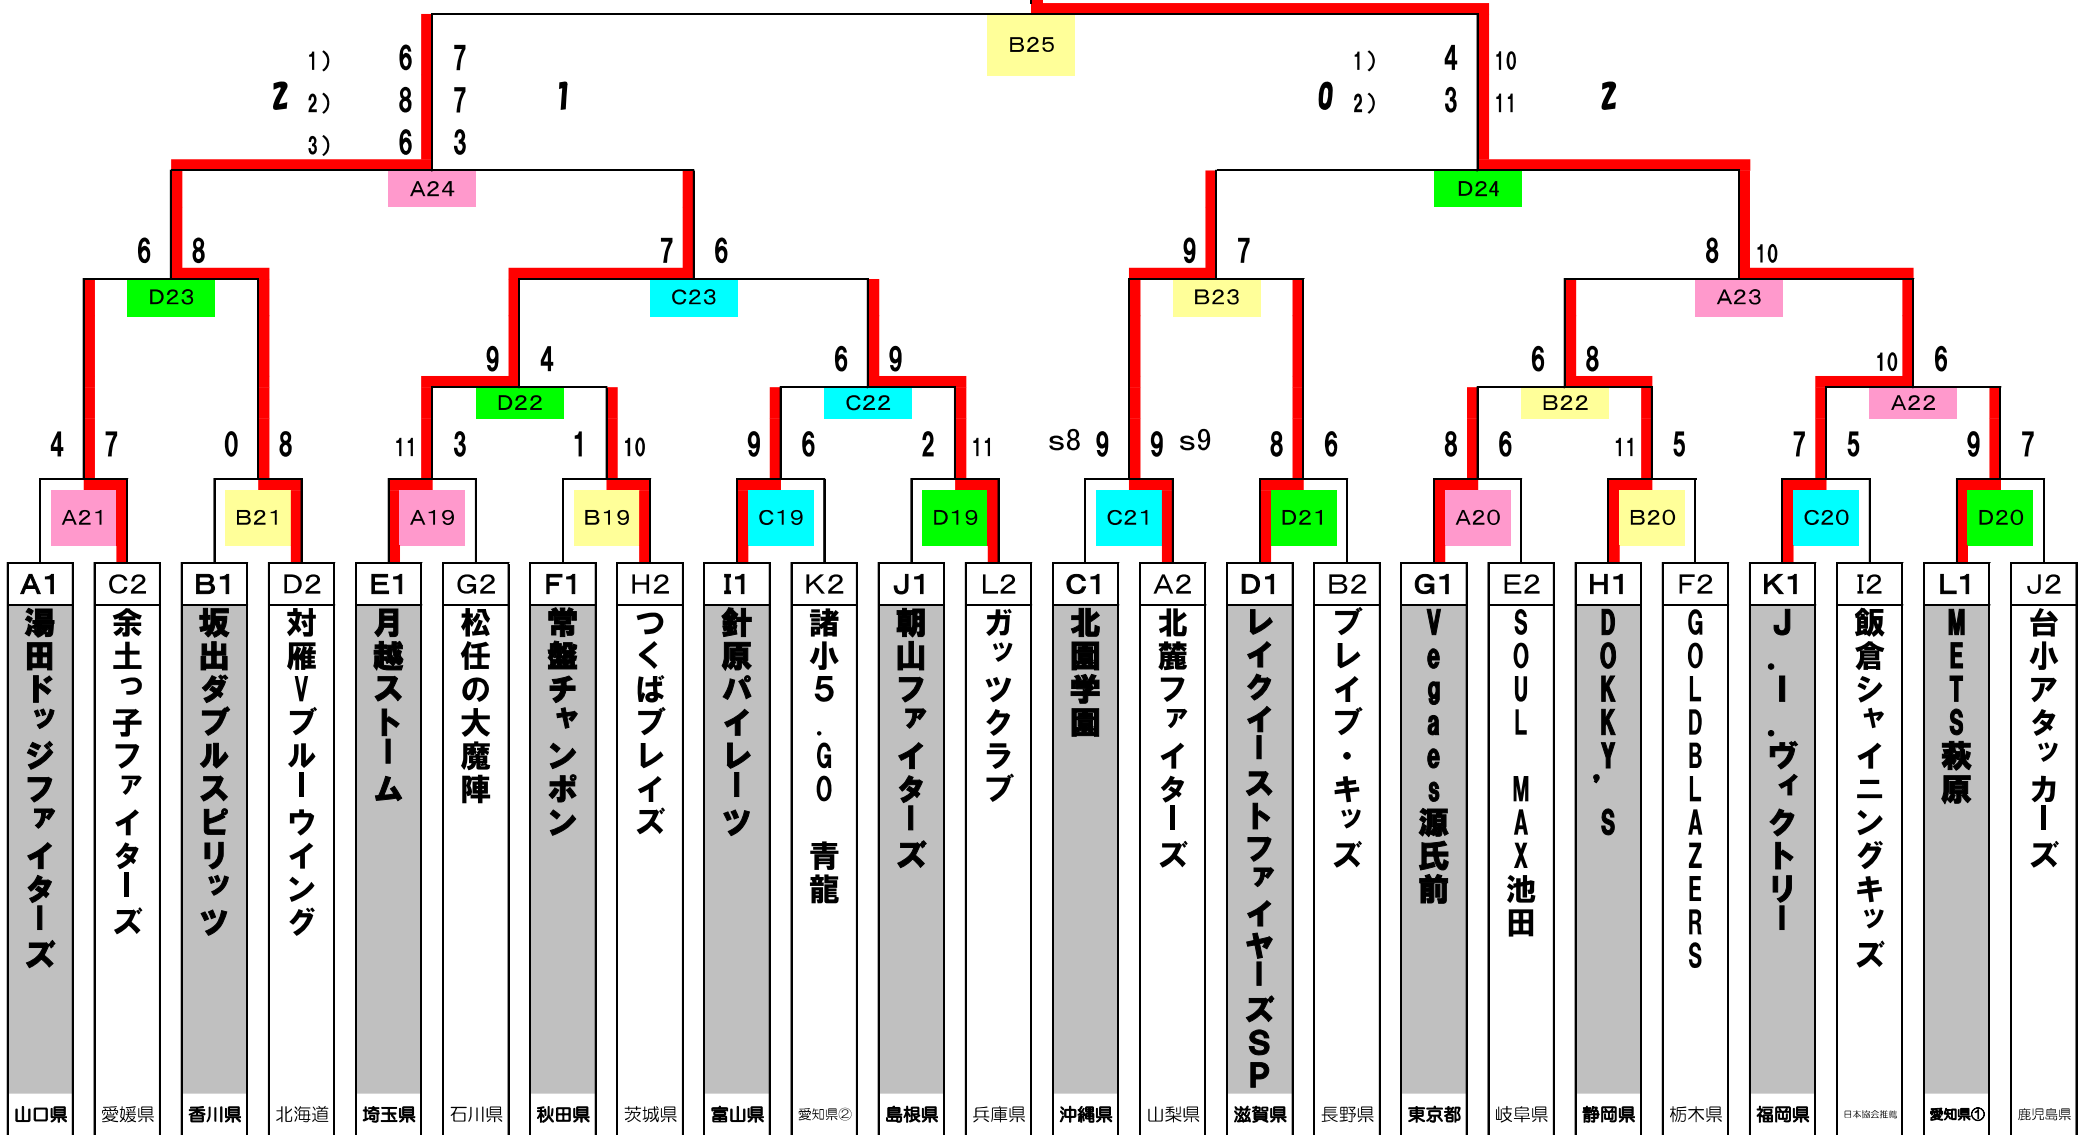 B25
1) 6 7
2 2) 8 7 1
3) 6 3
1) 4 10
0 2) 3 11 2
A24
D24
6 8
7 6
9 7
8 10
D23
C23
B23
A23
9 4
6 9
6 8
10 6
D22
C22
B22
A22
4 7
0 8
11 3
1 10
9 6
2 11
s8 9 9 s9
8 6
8 6
11 5
7 5
9 7
A21
B21
A19
B19
C19
D19
C21
D21
A20
B20
C20
D20
A1
湯田ドッジファイターズ
山口県
C2
余土っ子ファイターズ
愛媛県
B1
坂出ダブルスピリッツ
香川県
D2
対雁Vブルーウイング
北海道
E1
月越ストーム
埼玉県
G2
松任の大魔陣
石川県
F1
常盤チャンポン
秋田県
H2
つくばブレイズ
茨城県
I1
針原パイレーツ
富山県
K2
諸小5.GO 青龍
愛知県②
J1
朝山ファイターズ
島根県
L2
ガッツクラブ
兵庫県
C1
北園学園
沖縄県
A2
北麓ファイターズ
山梨県
D1
レイクイーストファイヤーズSP
滋賀県
B2
ブレイブ・キッズ
長野県
G1
Vegaes源氏前
東京都
E2
SOUL MAX池田
岐阜県
H1
DOKKY'S
静岡県
F2
GOLDBLAZERS
栃木県
K1
J.I.ヴィクトリー
福岡県
I2
飯倉シャイニングキッズ
日本協会推薦
L1
METS萩原
愛知県①
J2
台小アタッカーズ
鹿児島県